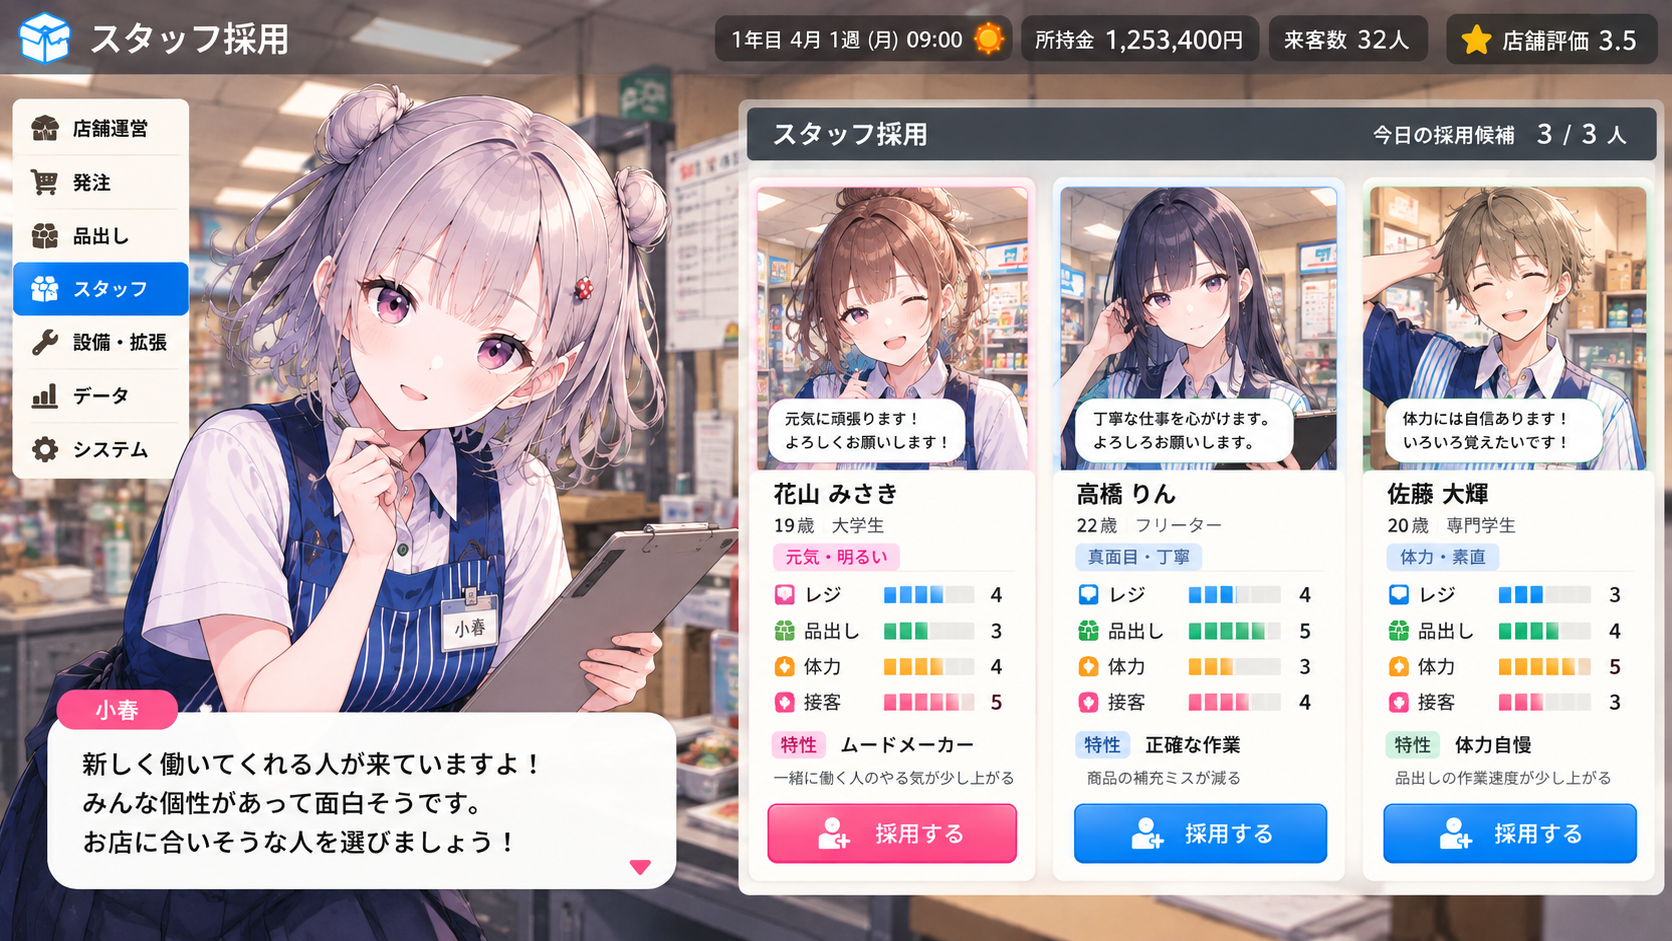 スタッフ採用
1年目 4月 1週 (月) 09:00
所持金 1,253,400円
来客数 32人
店舗評価 3.5
店舗運営
発注
品出し
スタッフ
設備・拡張
データ
システム
小春
小春
新しく働いてくれる人が来ていますよ！
みんな個性があって面白そうです。
お店に合いそうな人を選びましょう！
スタッフ採用
今日の採用候補 3 / 3 人
元気に頑張ります！
よろしくお願いします！
花山 みさき
19歳 大学生
元気・明るい
レジ 4
品出し 3
体力 4
接客 5
特性 ムードメーカー
一緒に働く人のやる気が少し上がる
採用する
丁寧な仕事を心がけます。
よろしろお願いします。
高橋 りん
22歳 フリーター
真面目・丁寧
レジ 4
品出し 5
体力 3
接客 4
特性 正確な作業
商品の補充ミスが減る
採用する
体力には自信あります！
いろいろ覚えたいです！
佐藤 大輝
20歳 専門学生
体力・素直
レジ 3
品出し 4
体力 5
接客 3
特性 体力自慢
品出しの作業速度が少し上がる
採用する